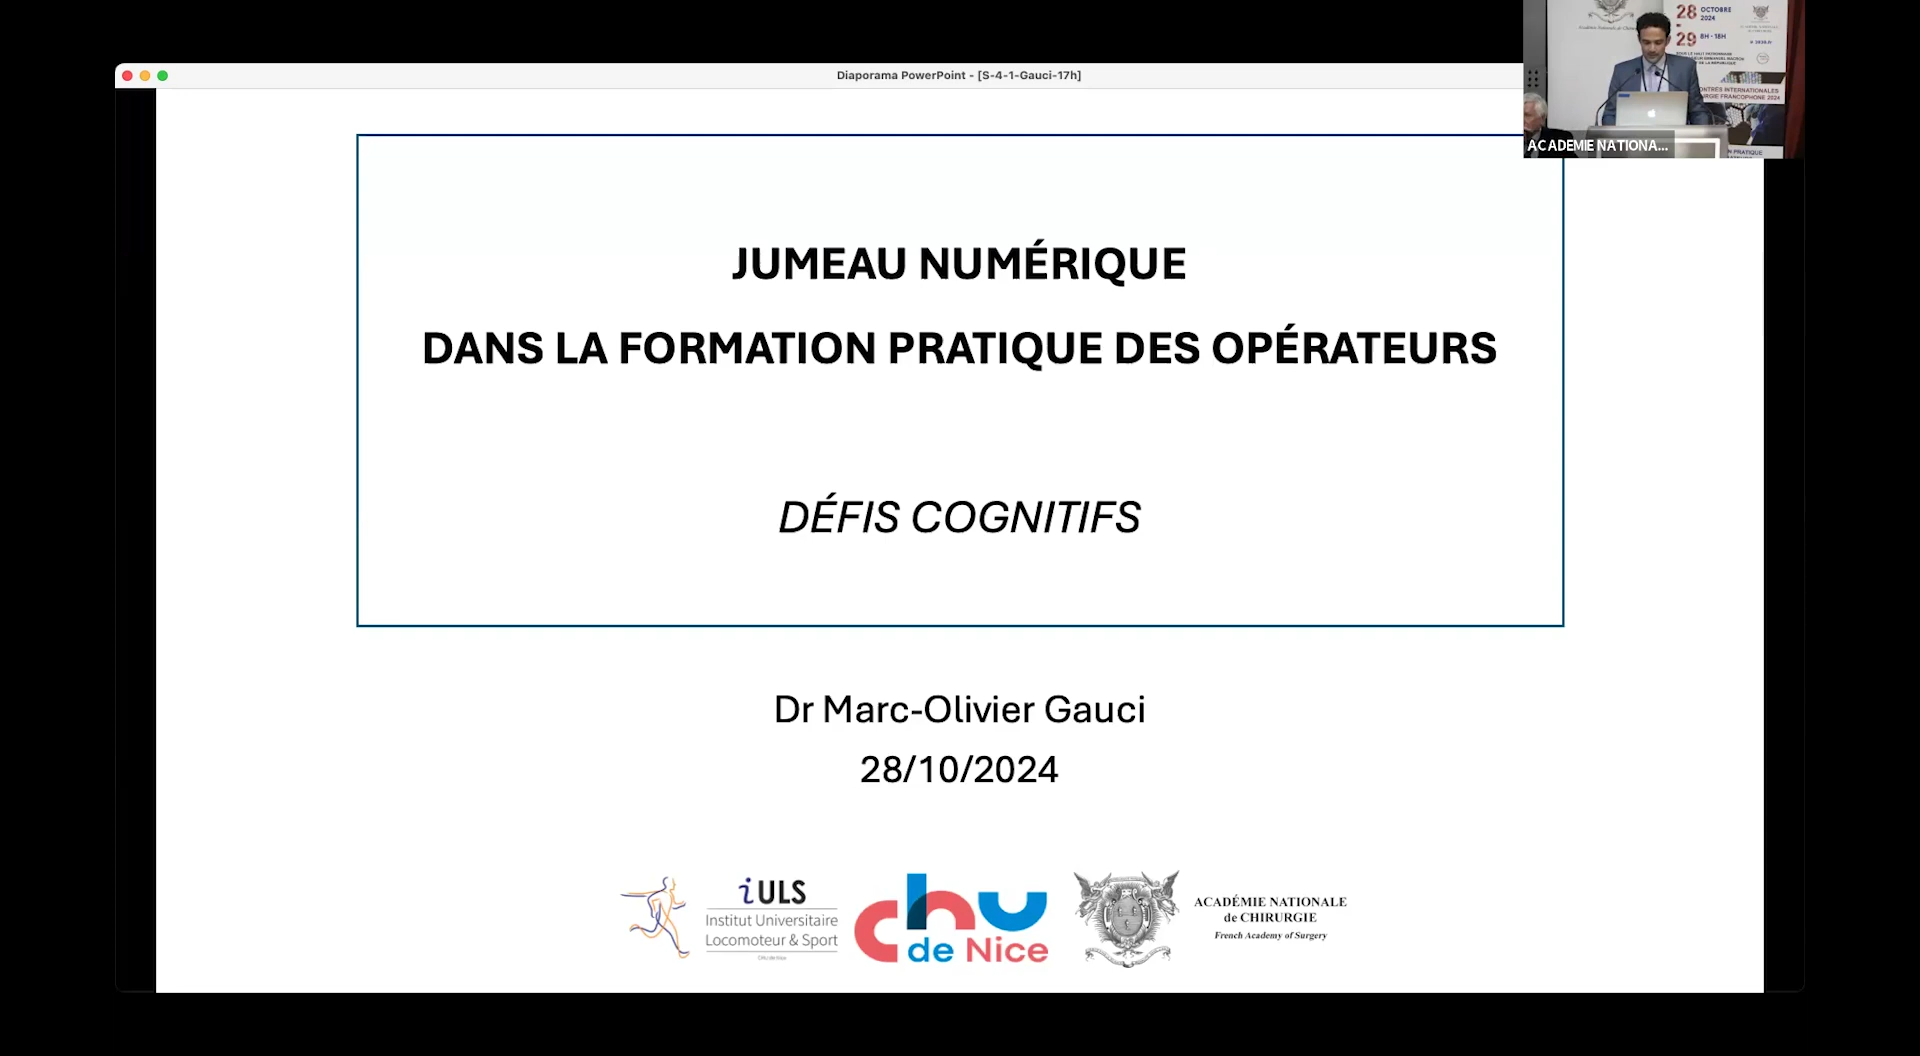 Diaporama PowerPoint - [S-4-1-Gauci-17h]
28 OCTOBRE
2024
29 8H - 18H
ACADEMIE NATIONA...
JUMEAU NUMÉRIQUE
DANS LA FORMATION PRATIQUE DES OPÉRATEURS
DÉFIS COGNITIFS
Dr Marc-Olivier Gauci
28/10/2024
iULS
Institut Universitaire
Locomoteur & Sport
chu
de Nice
ACADÉMIE NATIONALE
de CHIRURGIE
French Academy of Surgery